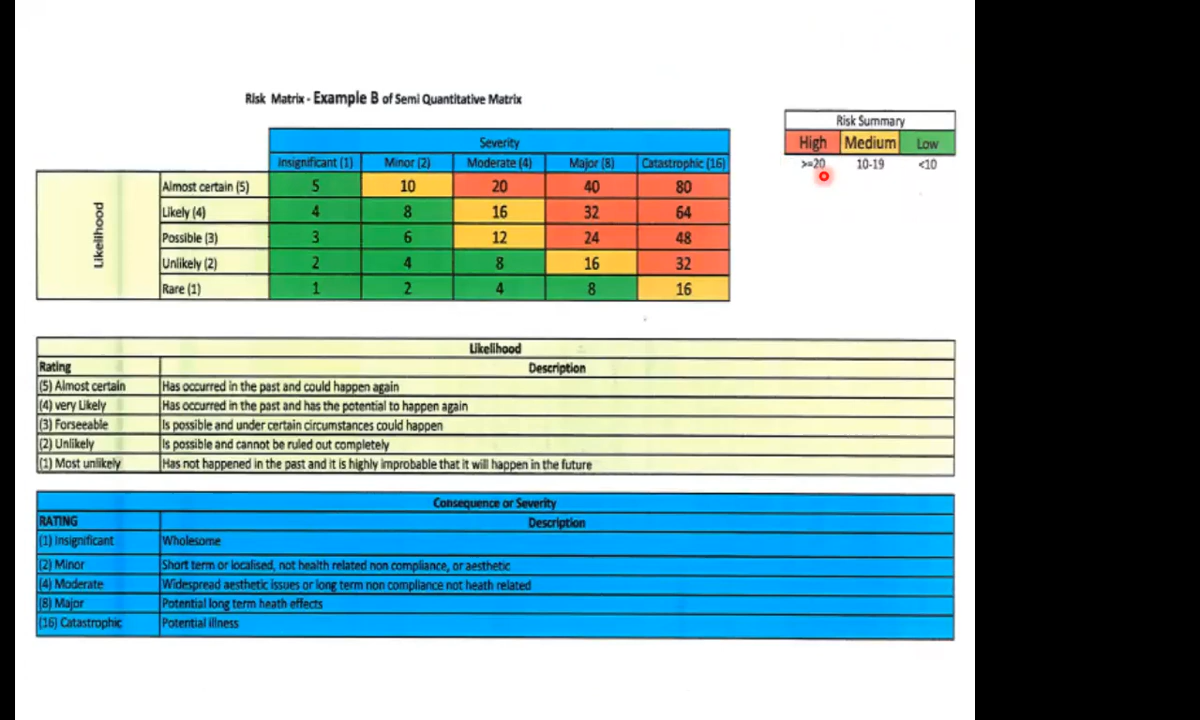 Risk Matrix - Example B of Semi Quantitative Matrix
Risk Summary
High Medium Low
>=20 10-19 <10
Severity
Insignificant (1) Minor (2) Moderate (4) Major (8) Catastrophic (16)
Likelihood
Almost certain (5) 5 10 20 40 80
Likely (4) 4 8 16 32 64
Possible (3) 3 6 12 24 48
Unlikely (2) 2 4 8 16 32
Rare (1) 1 2 4 8 16
Likelihood
Rating Description
(5) Almost certain Has occurred in the past and could happen again
(4) very Likely Has occurred in the past and has the potential to happen again
(3) Forseeable Is possible and under certain circumstances could happen
(2) Unlikely Is possible and cannot be ruled out completely
(1) Most unlikely Has not happened in the past and it is highly improbable that it will happen in the future
Consequence or Severity
RATING Description
(1) Insignificant Wholesome
(2) Minor Short term or localised, not health related non compliance, or aesthetic
(4) Moderate Widespread aesthetic issues or long term non compliance not heath related
(8) Major Potential long term heath effects
(16) Catastrophic Potential illness